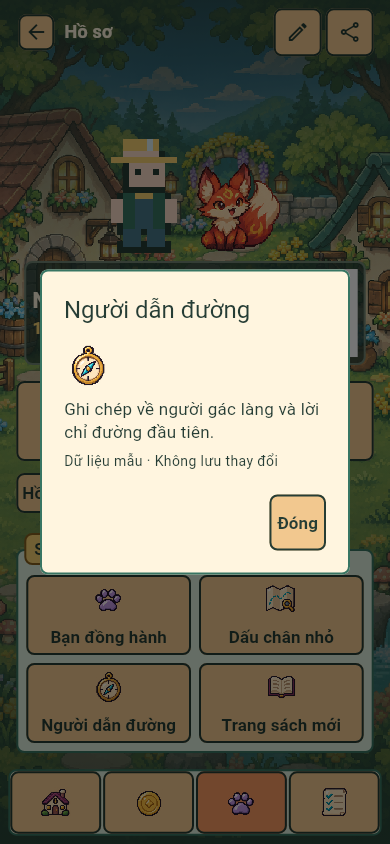 Hồ sơ
Người dẫn đường
Ghi chép về người gác làng và lời
chỉ đường đầu tiên.
Dữ liệu mẫu · Không lưu thay đổi
Đóng
Bạn đồng hành
Dấu chân nhỏ
Người dẫn đường
Trang sách mới